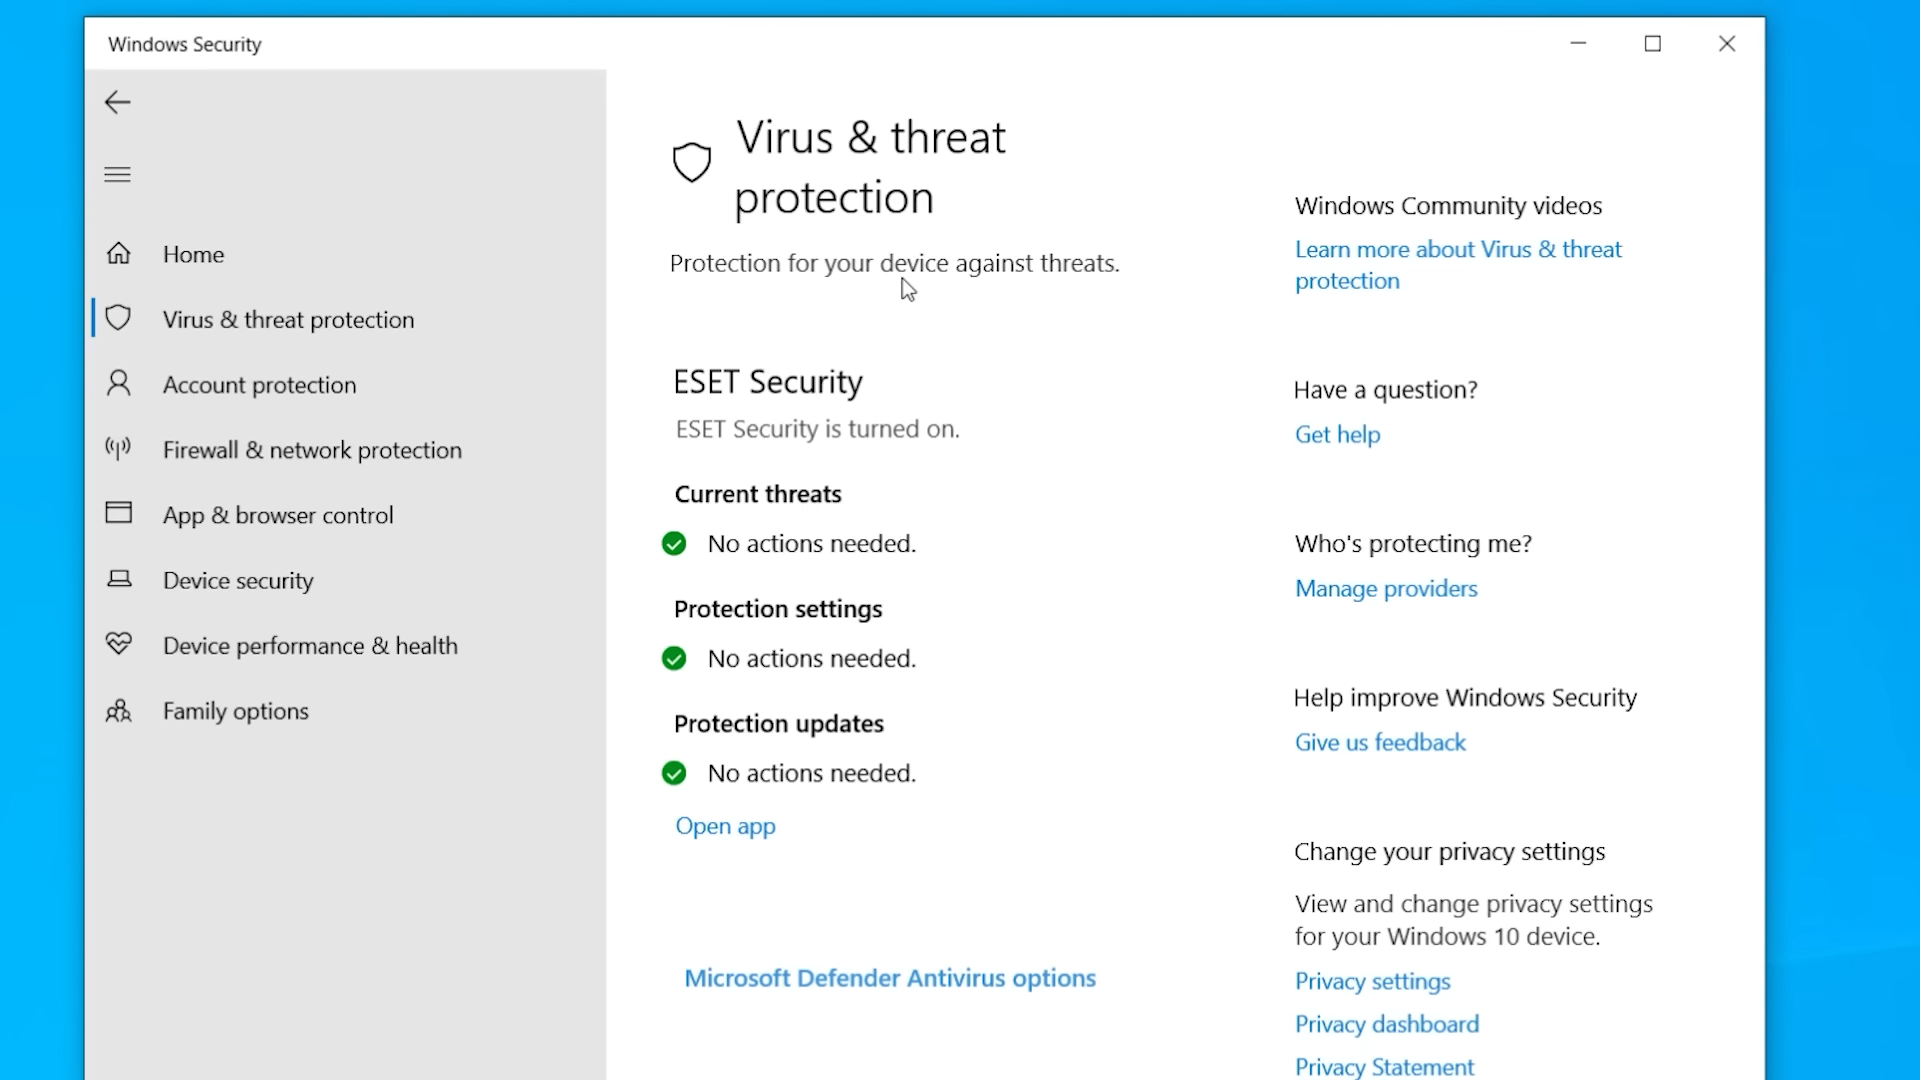 Windows Security
Home
Virus & threat protection
Account protection
Firewall & network protection
App & browser control
Device security
Device performance & health
Family options
Virus & threat
protection
Protection for your device against threats.
ESET Security
ESET Security is turned on.
Current threats
No actions needed.
Protection settings
No actions needed.
Protection updates
No actions needed.
Open app
Microsoft Defender Antivirus options
Windows Community videos
Learn more about Virus & threat
protection
Have a question?
Get help
Who's protecting me?
Manage providers
Help improve Windows Security
Give us feedback
Change your privacy settings
View and change privacy settings
for your Windows 10 device.
Privacy settings
Privacy dashboard
Privacy Statement